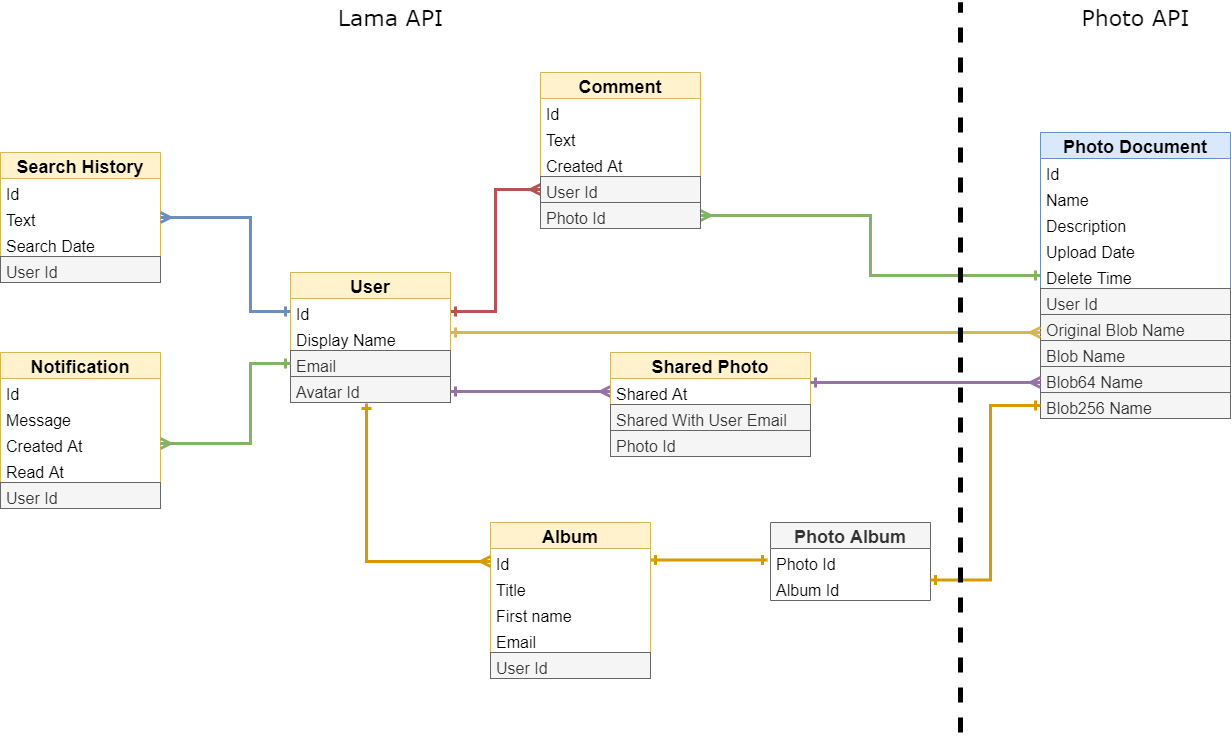 Lama API
Photo API
Comment
Id
Text
Created At
User Id
Photo Id
Search History
Id
Text
Search Date
User Id
User
Id
Display Name
Email
Avatar Id
Notification
Id
Message
Created At
Read At
User Id
Shared Photo
Shared At
Shared With User Email
Photo Id
Album
Id
Title
First name
Email
User Id
Photo Album
Photo Id
Album Id
Photo Document
Id
Name
Description
Upload Date
Delete Time
User Id
Original Blob Name
Blob Name
Blob64 Name
Blob256 Name